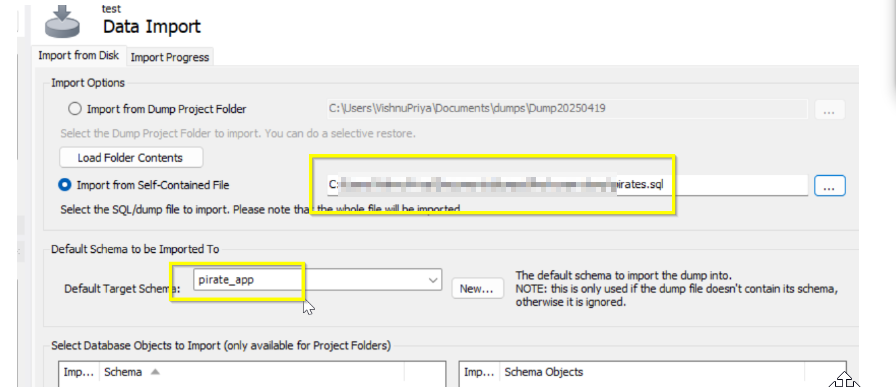 test
Data Import
Import from Disk Import Progress
Import Options
Import from Dump Project Folder C:\Users\VishnuPriya\Documents\dumps\Dump20250419 ...
Select the Dump Project Folder to import. You can do a selective restore.
Load Folder Contents
Import from Self-Contained File C:\ pirates.sql ...
Select the SQL/dump file to import. Please note that the whole file will be imported
Default Schema to be Imported To
Default Target Schema: pirate_app New... The default schema to import the dump into.
NOTE: this is only used if the dump file doesn't contain its schema,
otherwise it is ignored.
Select Database Objects to Import (only available for Project Folders)
Imp... Schema Imp... Schema Objects